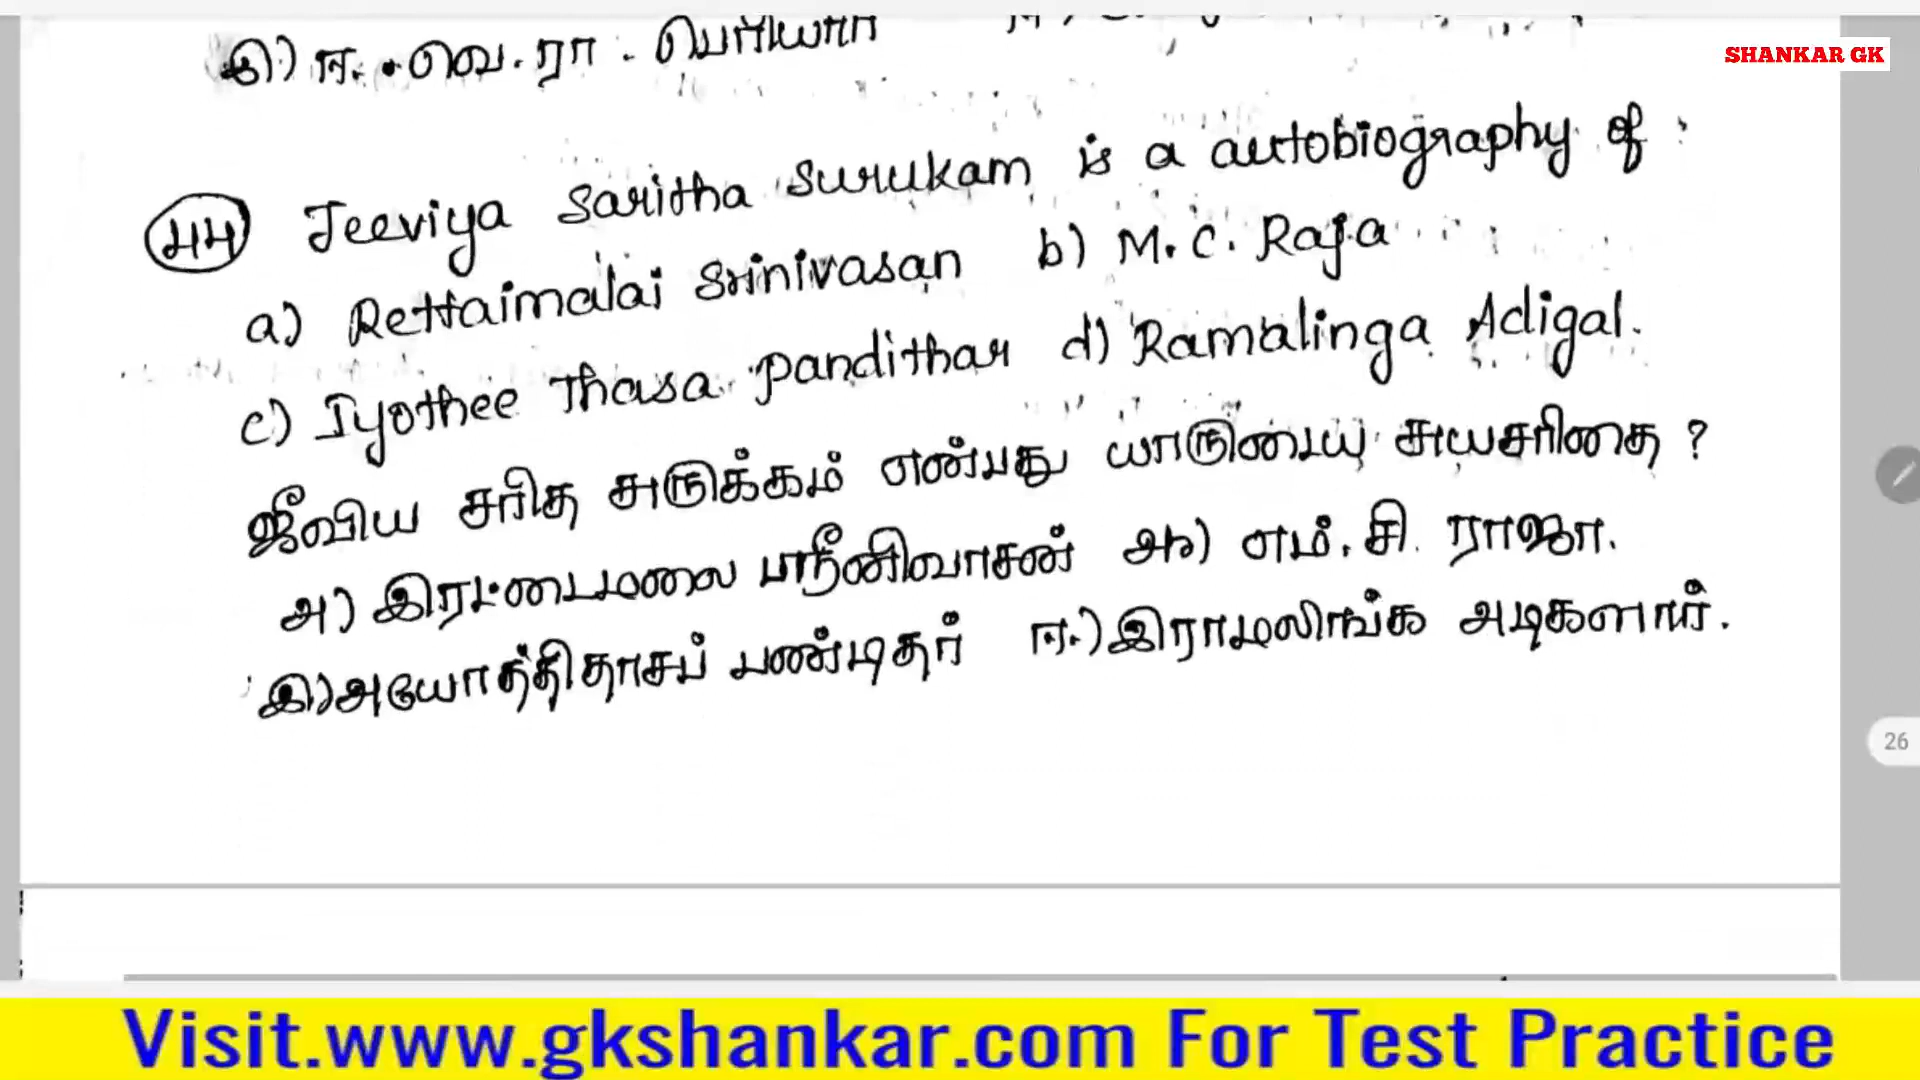 இ) ஈ.வெ.ரா. பெரியார்
SHANKAR GK
44 Jeeviya Saritha Surukam is a autobiography of :
a) Rettaimalai Srinivasan b) M.C. Raja
c) Iyothee Thasa Pandithar d) Ramalinga Adigal.
ஜீவிய சரித சுருக்கம் என்பது யாருடைய சுயசரிதை ?
அ) இரட்டைமலை ஸ்ரீனிவாசன் ஆ) எம்.சி. ராஜா.
இ) அயோத்திதாசப் பண்டிதர் ஈ) இராமலிங்க அடிகளார்.
26
Visit.www.gkshankar.com For Test Practice